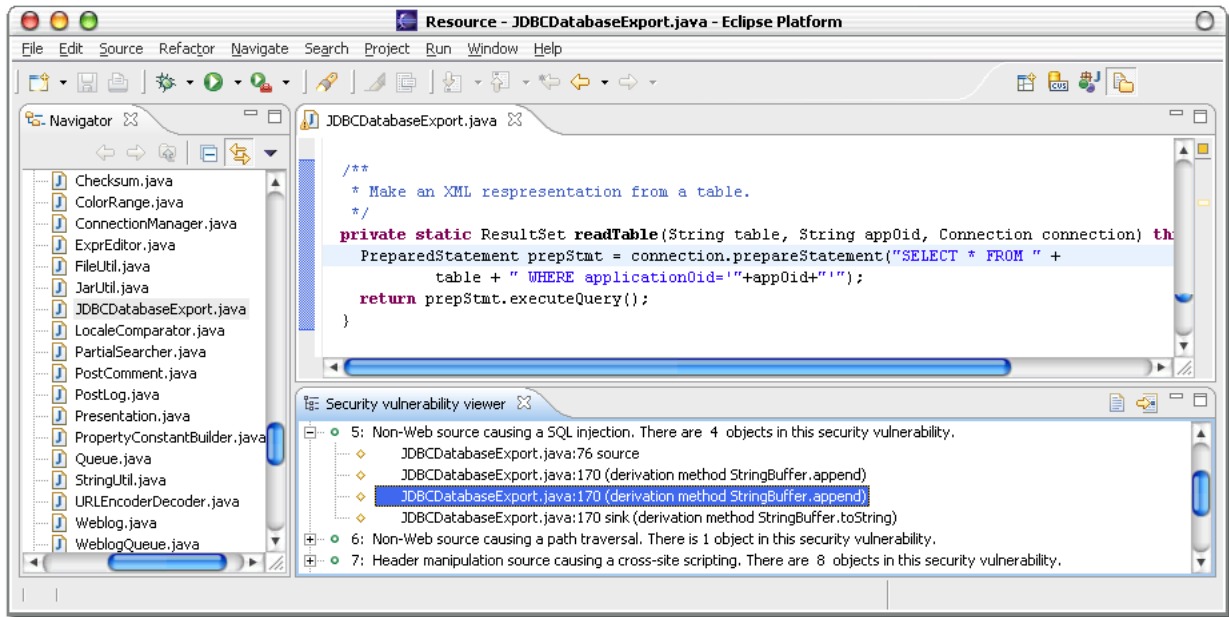 Resource - JDBCDatabaseExport.java - Eclipse Platform
File Edit Source Refactor Navigate Search Project Run Window Help
CVS
Navigator
Checksum.java
ColorRange.java
ConnectionManager.java
ExprEditor.java
FileUtil.java
JarUtil.java
JDBCDatabaseExport.java
LocaleComparator.java
PartialSearcher.java
PostComment.java
PostLog.java
Presentation.java
PropertyConstantBuilder.java
Queue.java
StringUtil.java
URLEncoderDecoder.java
Weblog.java
WeblogQueue.java
JDBCDatabaseExport.java
/**
* Make an XML respresentation from a table.
*/
private static ResultSet readTable(String table, String appOid, Connection connection) th
PreparedStatement prepStmt = connection.prepareStatement("SELECT * FROM " +
table + " WHERE applicationOid='"+appOid+"'");
return prepStmt.executeQuery();
}
Security vulnerability viewer
5: Non-Web source causing a SQL injection. There are 4 objects in this security vulnerability.
JDBCDatabaseExport.java:76 source
JDBCDatabaseExport.java:170 (derivation method StringBuffer.append)
JDBCDatabaseExport.java:170 (derivation method StringBuffer.append)
JDBCDatabaseExport.java:170 sink (derivation method StringBuffer.toString)
6: Non-Web source causing a path traversal. There is 1 object in this security vulnerability.
7: Header manipulation source causing a cross-site scripting. There are 8 objects in this security vulnerability.